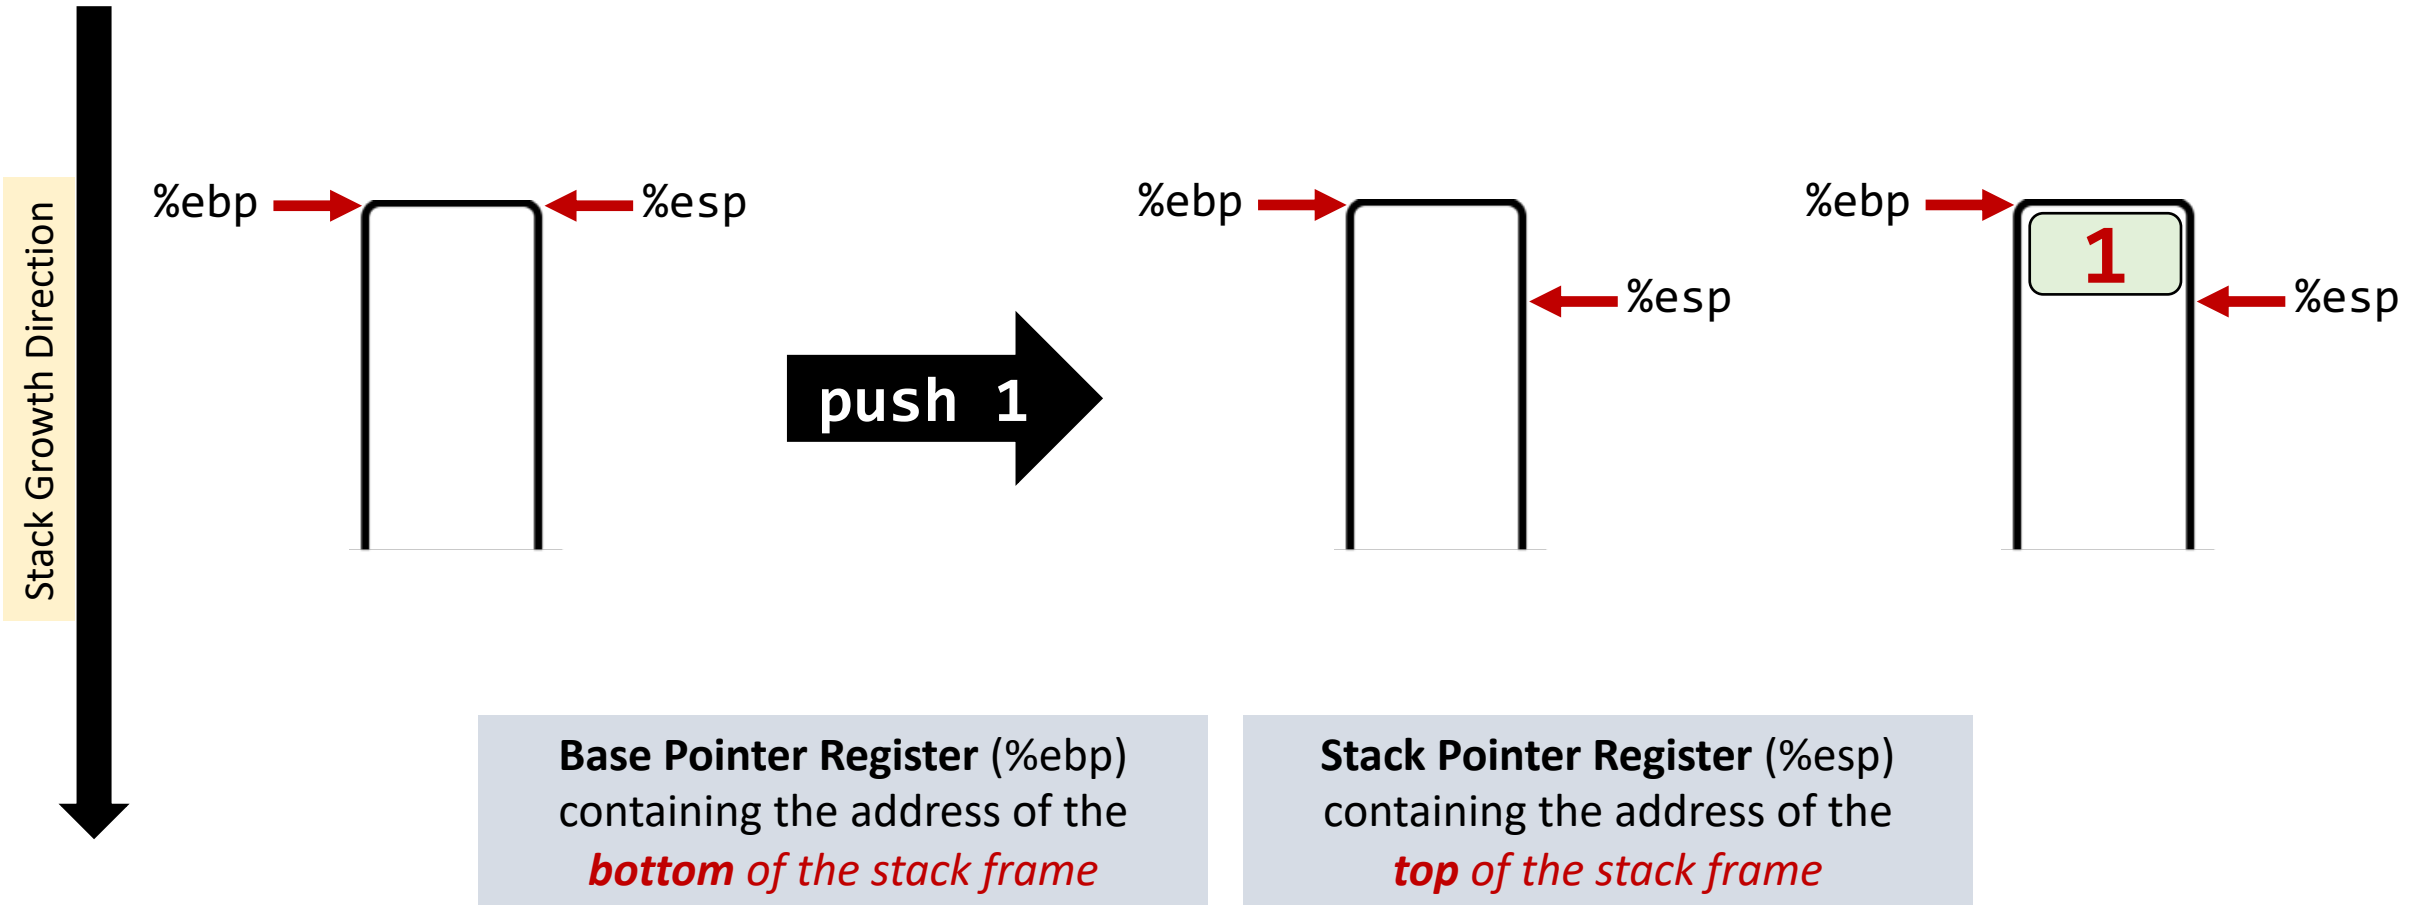 Stack Growth Direction
%ebp
%esp
push 1
%ebp
%esp
%ebp
1
%esp
Base Pointer Register (%ebp)
containing the address of the
bottom of the stack frame
Stack Pointer Register (%esp)
containing the address of the
top of the stack frame